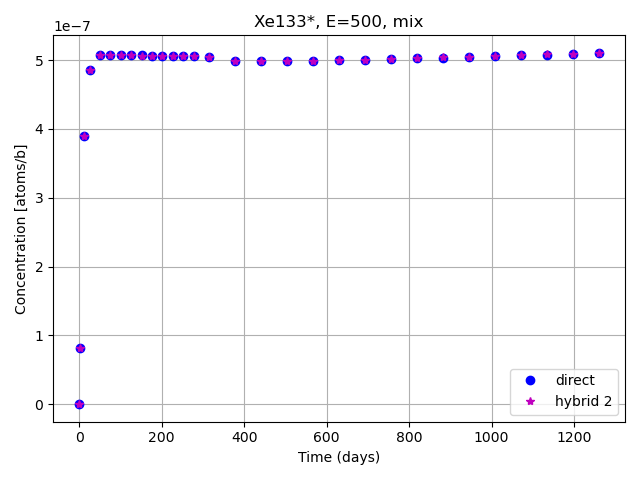 Xe133*, E=500, mix
1e−7
5
4
3
2
1
0
Concentration [atoms/b]
0 200 400 600 800 1000 1200
Time (days)
direct
hybrid 2